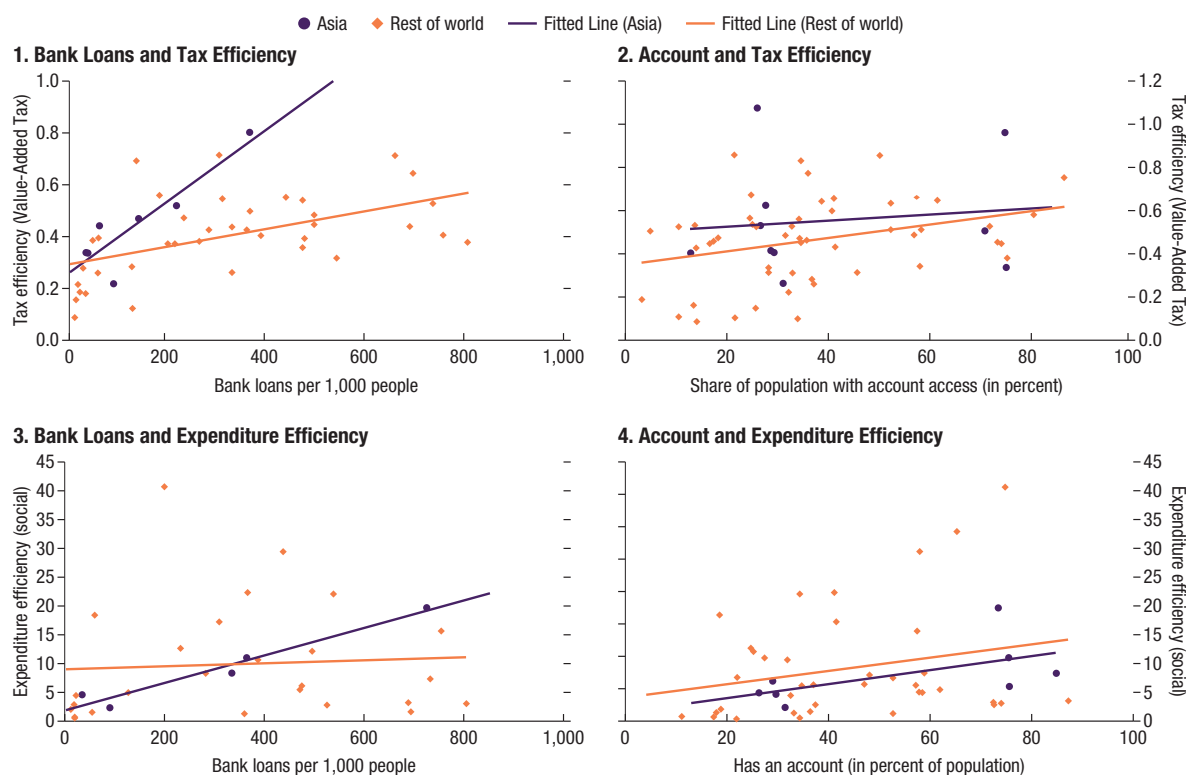 Asia Rest of world Fitted Line (Asia) Fitted Line (Rest of world)
1. Bank Loans and Tax Efficiency
Tax efficiency (Value-Added Tax)
1.0
0.8
0.6
0.4
0.2
0.0
0 200 400 600 800 1,000
Bank loans per 1,000 people
2. Account and Tax Efficiency
1.2
1.0
0.8
0.6
0.4
0.2
0.0
Tax efficiency (Value-Added Tax)
0 20 40 60 80 100
Share of population with account access (in percent)
3. Bank Loans and Expenditure Efficiency
Expenditure efficiency (social)
45
40
35
30
25
20
15
10
5
0
0 200 400 600 800 1,000
Bank loans per 1,000 people
4. Account and Expenditure Efficiency
45
40
35
30
25
20
15
10
5
0
Expenditure efficiency (social)
0 20 40 60 80 100
Has an account (in percent of population)